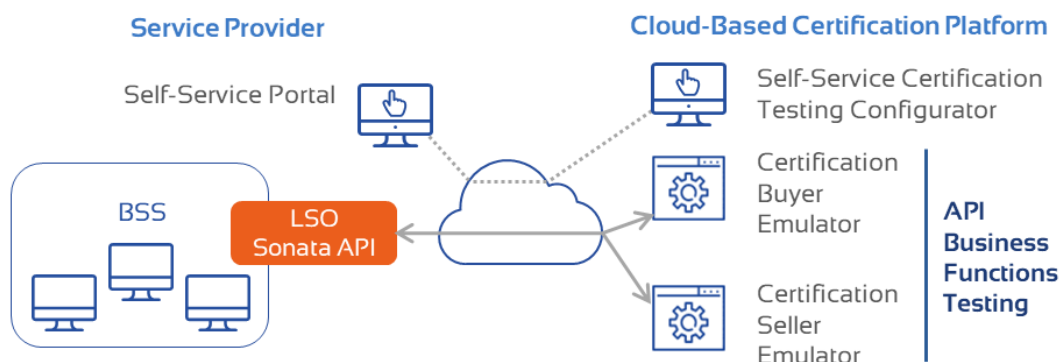 Service Provider
Cloud-Based Certification Platform
Self-Service Portal
Self-Service Certification
Testing Configurator
BSS
LSO
Sonata API
Certification
Buyer
Emulator
Certification
Seller
Emulator
API
Business
Functions
Testing